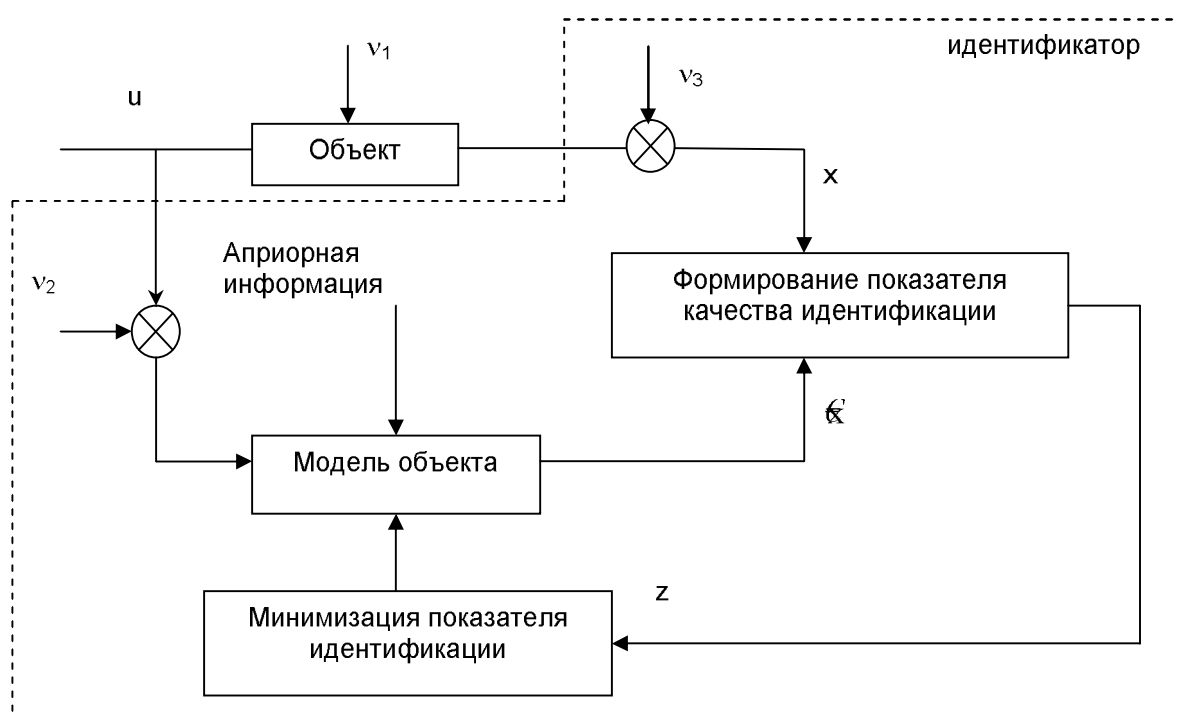 идентификатор
ν1
ν3
u
Объект
x
Априорная
информация
ν2
Формирование показателя
качества идентификации
Модель объекта
z
Минимизация показателя
идентификации